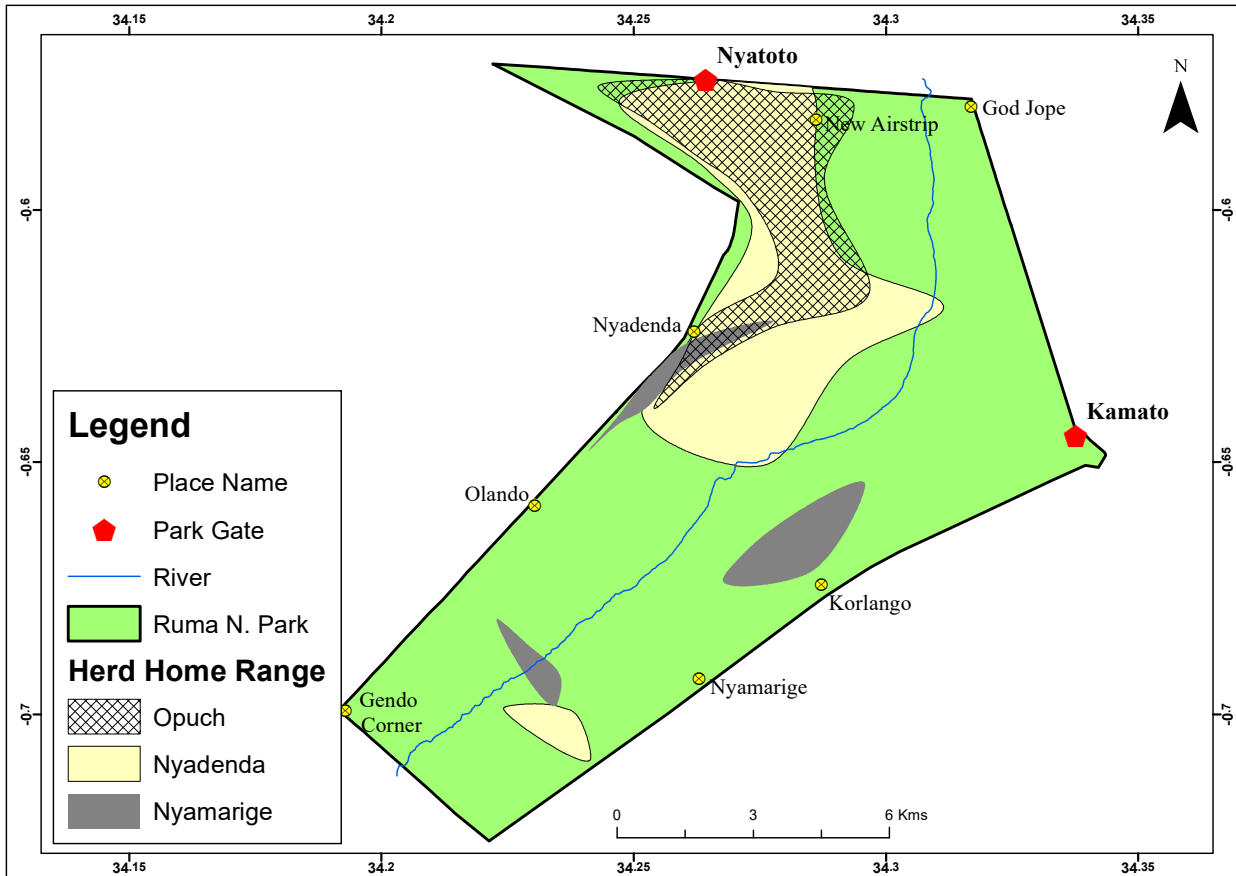 34.15
34.2
34.25
34.3
34.35
Nyatoto
N
God Jope
New Airstrip
-0.6
-0.6
Nyadenda
Kamato
-0.65
-0.65
Olando
Korlango
Nyamarige
Gendo
Corner
-0.7
-0.7
Legend
Place Name
Park Gate
River
Ruma N. Park
Herd Home Range
Opuch
Nyadenda
Nyamarige
0 3 6 Kms
34.15
34.2
34.25
34.3
34.35